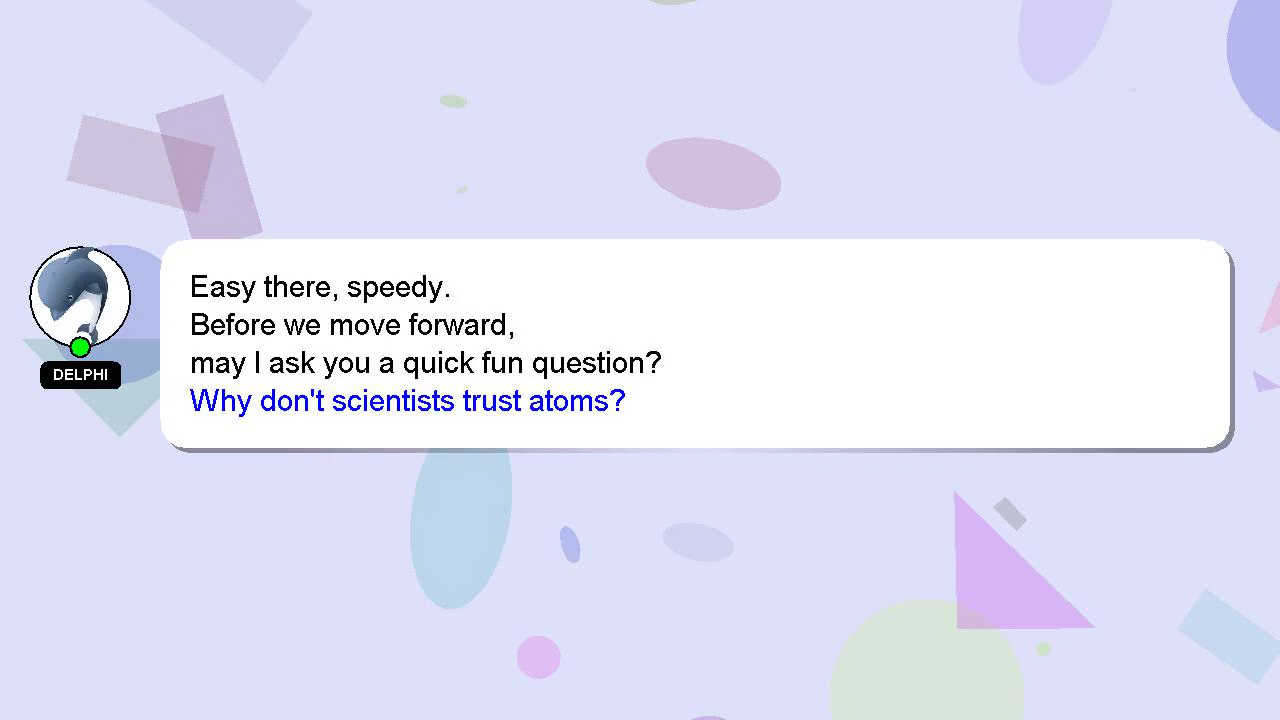 Easy there, speedy.
Before we move forward,
may I ask you a quick fun question?
Why don't scientists trust atoms?
DELPHI